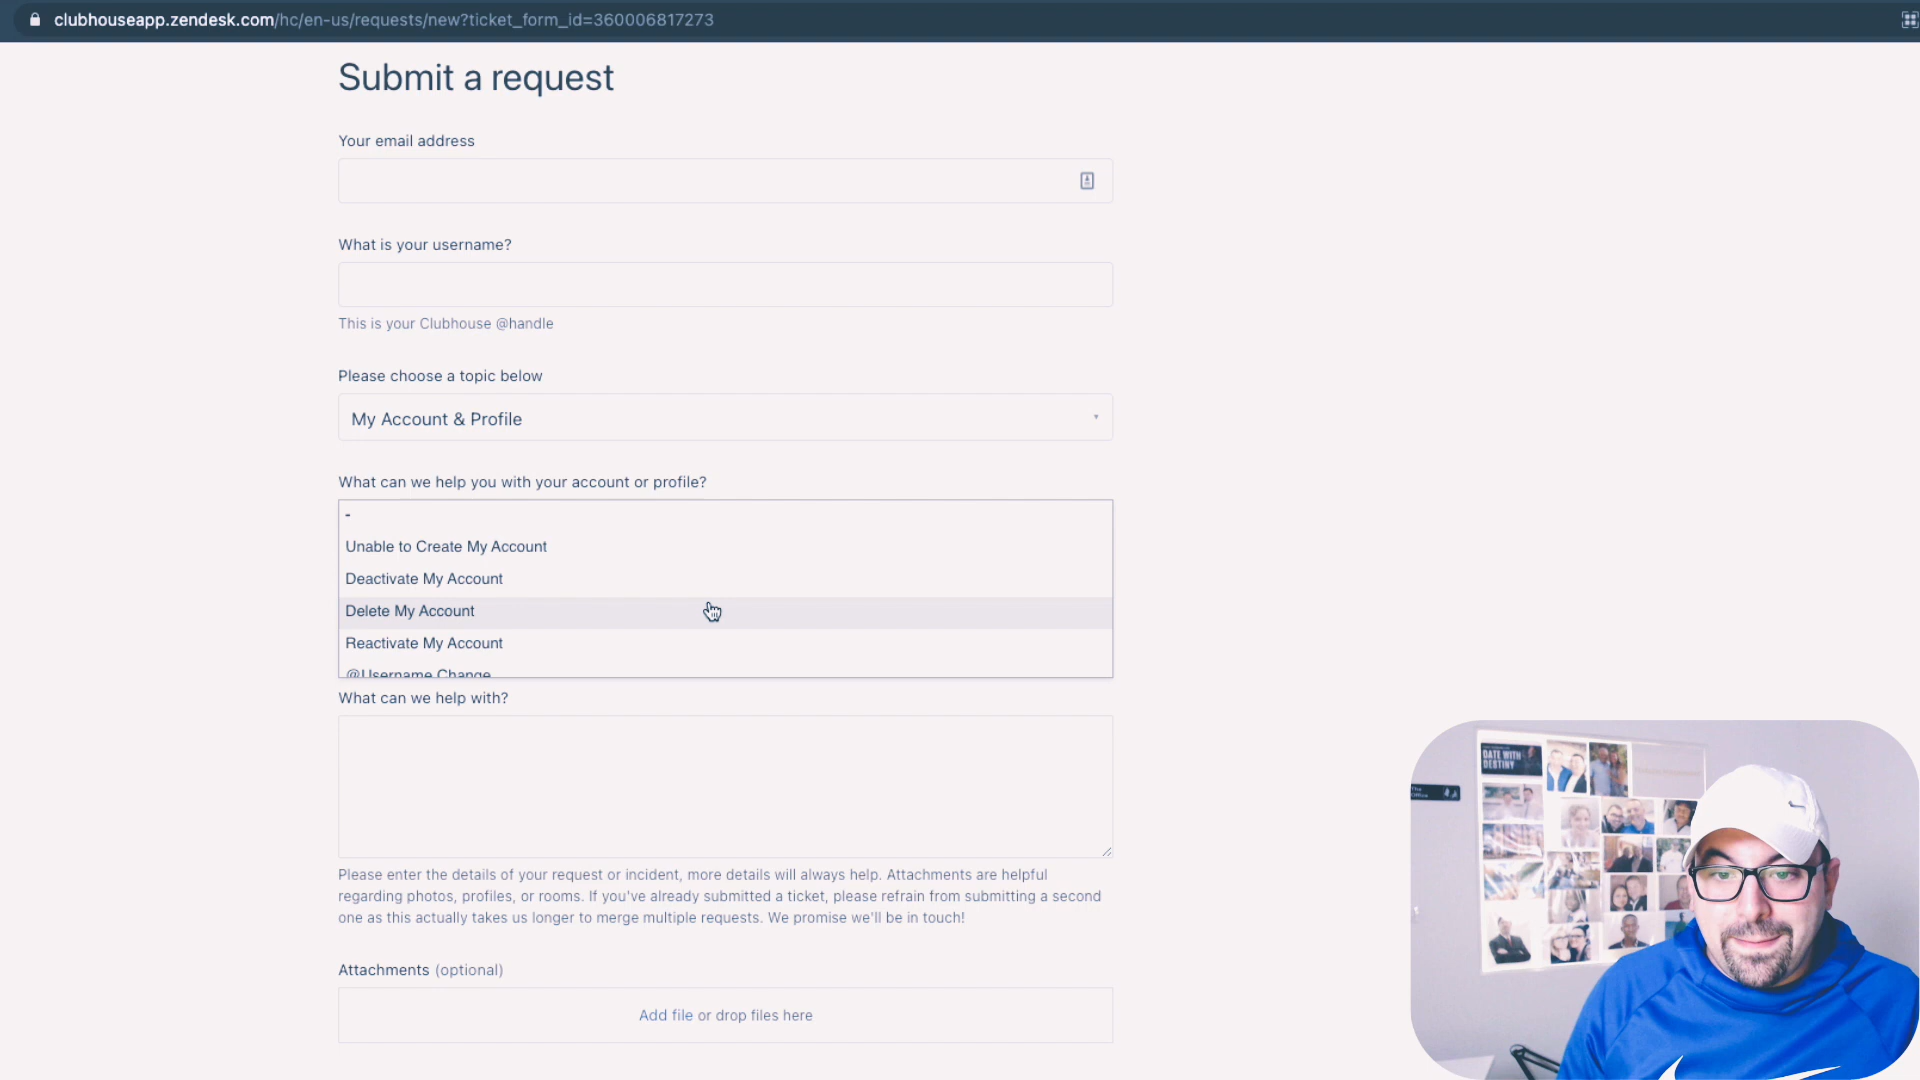 clubhouseapp.zendesk.com/hc/en-us/requests/new?ticket_form_id=360006817273
Submit a request
Your email address
What is your username?
This is your Clubhouse @handle
Please choose a topic below
My Account & Profile
What can we help you with your account or profile?
-
Unable to Create My Account
Deactivate My Account
Delete My Account
Reactivate My Account
@Username Change
What can we help with?
Please enter the details of your request or incident, more details will always help. Attachments are helpful
regarding photos, profiles, or rooms. If you've already submitted a ticket, please refrain from submitting a second
one as this actually takes us longer to merge multiple requests. We promise we'll be in touch!
Attachments (optional)
Add file or drop files here
DATE WITH
DESTINY
The
Office